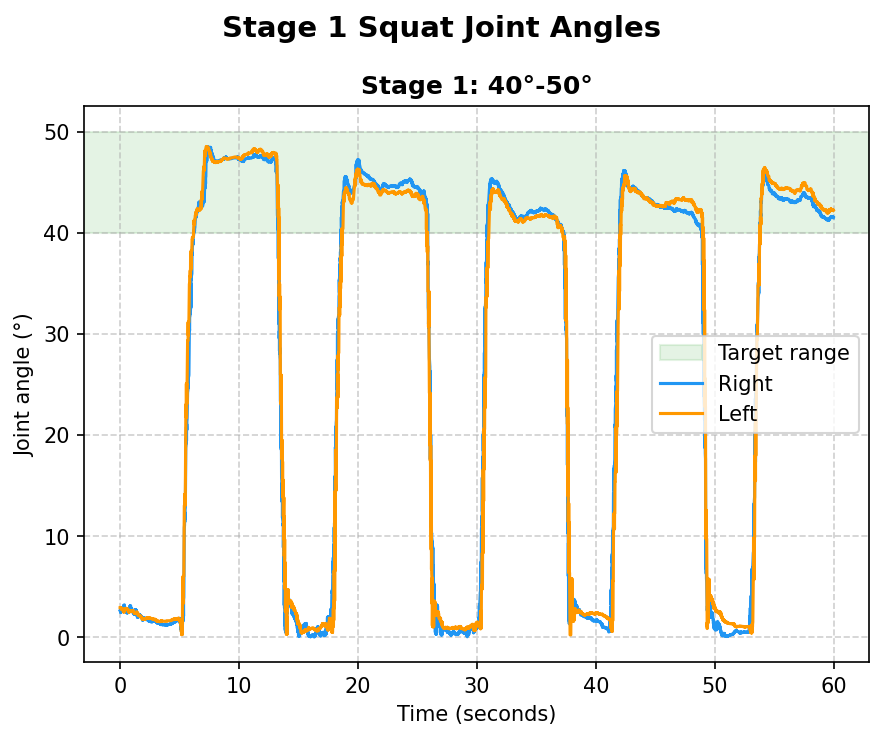 Stage 1 Squat Joint Angles
Stage 1: 40°-50°
50
40
30
20
10
0
Joint angle (°)
Target range
Right
Left
0 10 20 30 40 50 60
Time (seconds)